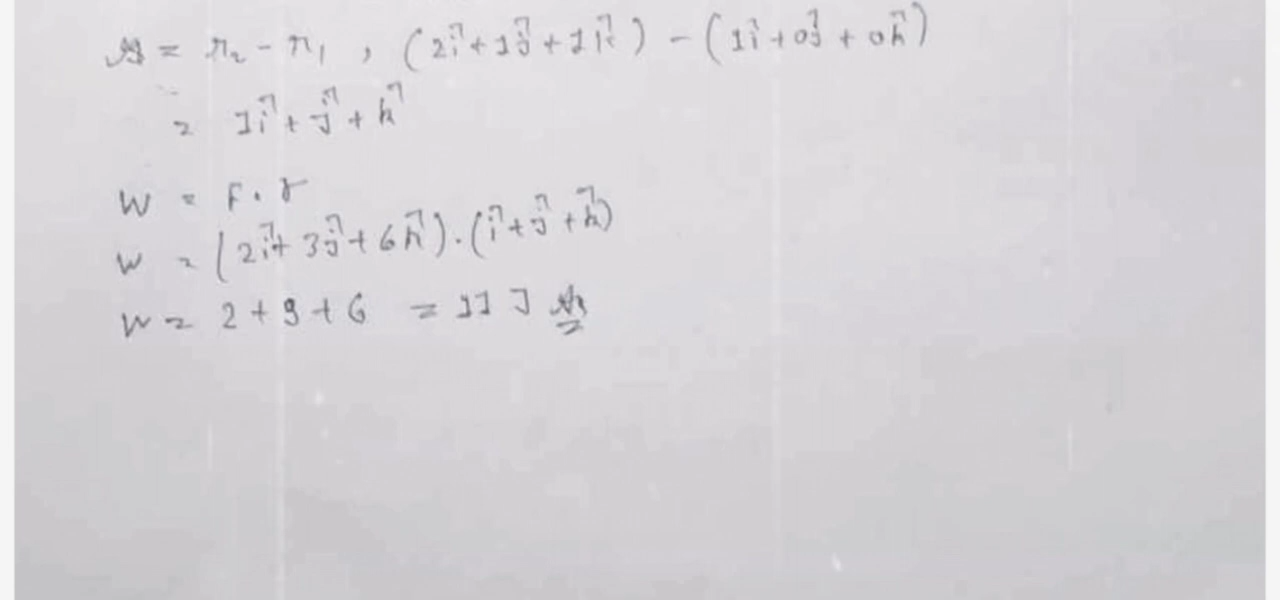 s = r₂ - r₁ , (2i⃗ + 1j⃗ + 1k⃗) - (1i⃗ + 0j⃗ + 0k⃗)
= 1i⃗ + j⃗ + k⃗
W = F . r
W = (2i⃗ + 3j⃗ + 6k⃗) . (i⃗ + j⃗ + k⃗)
W = 2 + 3 + 6 = 11 J